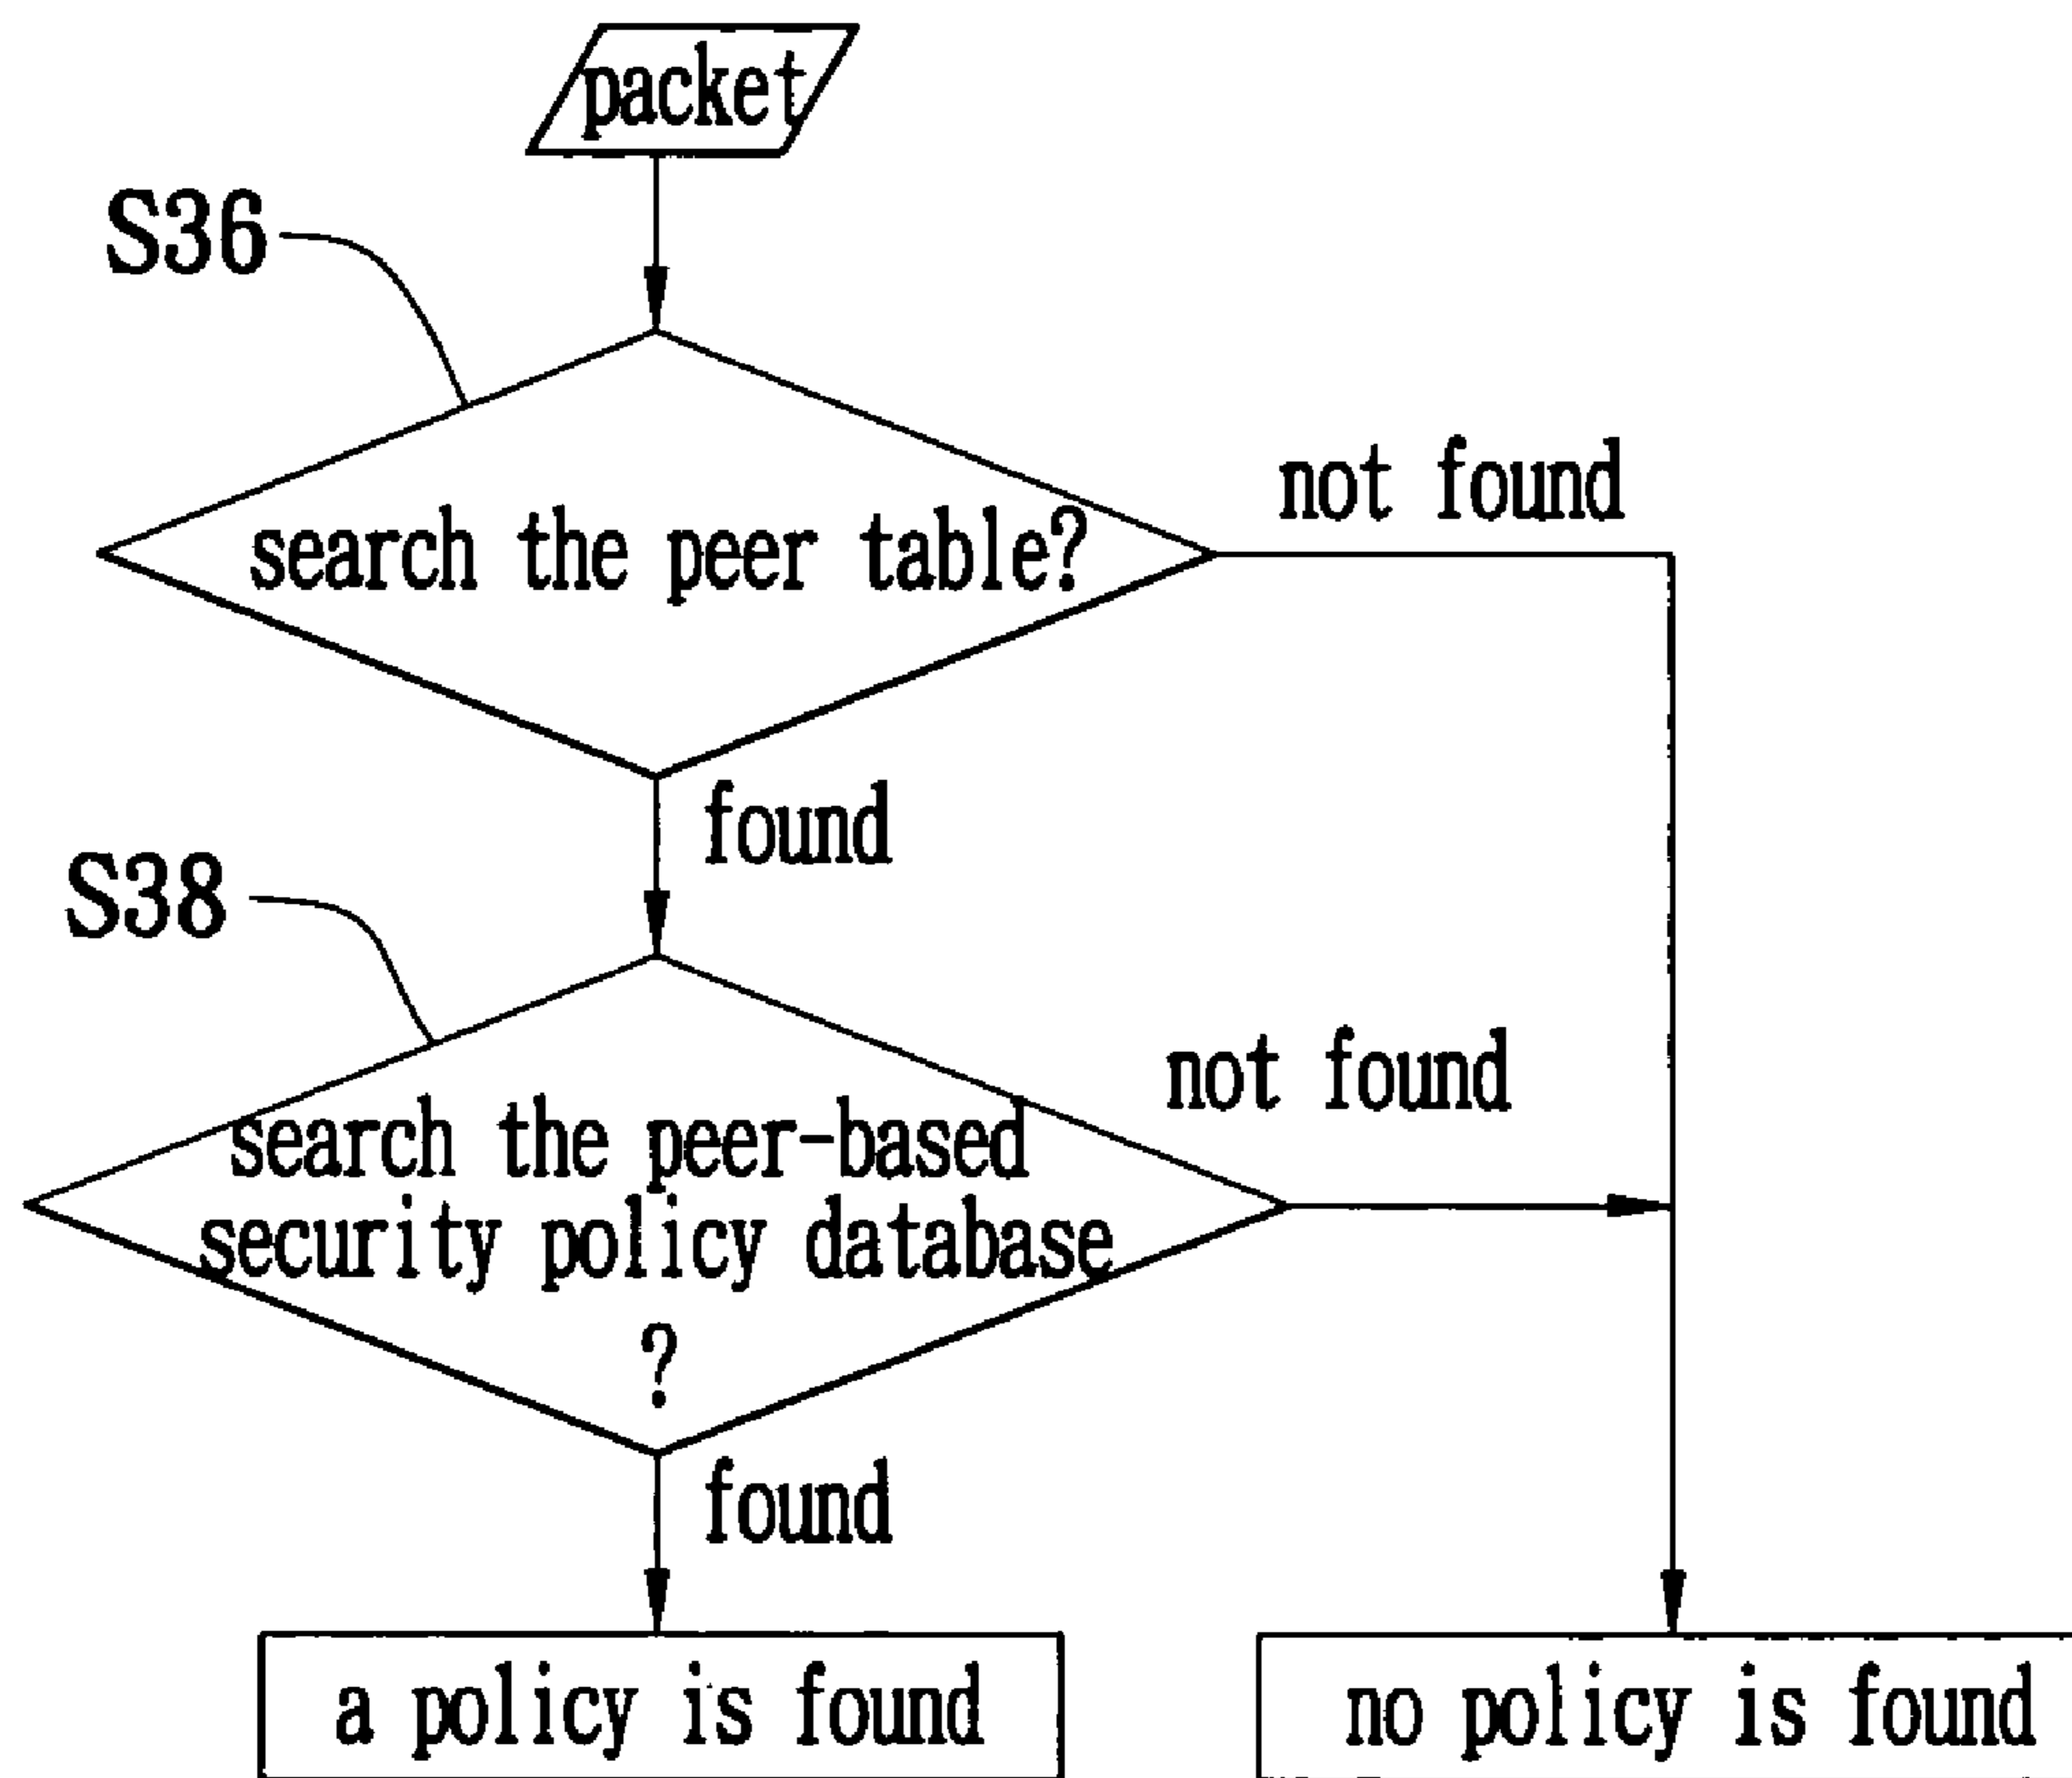 packet
S36
search the peer table?
not found
found
S38
search the peer-based
security policy database
?
not found
found
a policy is found
no policy is found